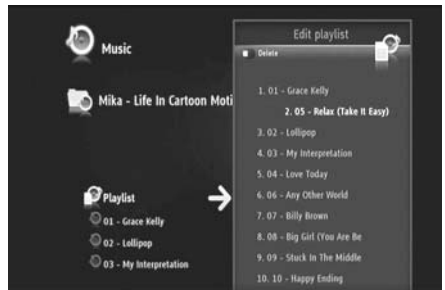 Music
Mika - Life In Cartoon Moti
Playlist
01 - Grace Kelly
02 - Lollipop
03 - My Interpretation
Edit playlist
Delete
1. 01 - Grace Kelly
2. 05 - Relax (Take It Easy)
3. 02 - Lollipop
4. 03 - My Interpretation
5. 04 - Love Today
6. 06 - Any Other World
7. 07 - Billy Brown
8. 08 - Big Girl (You Are Be
9. 09 - Stuck In The Middle
10. 10 - Happy Ending